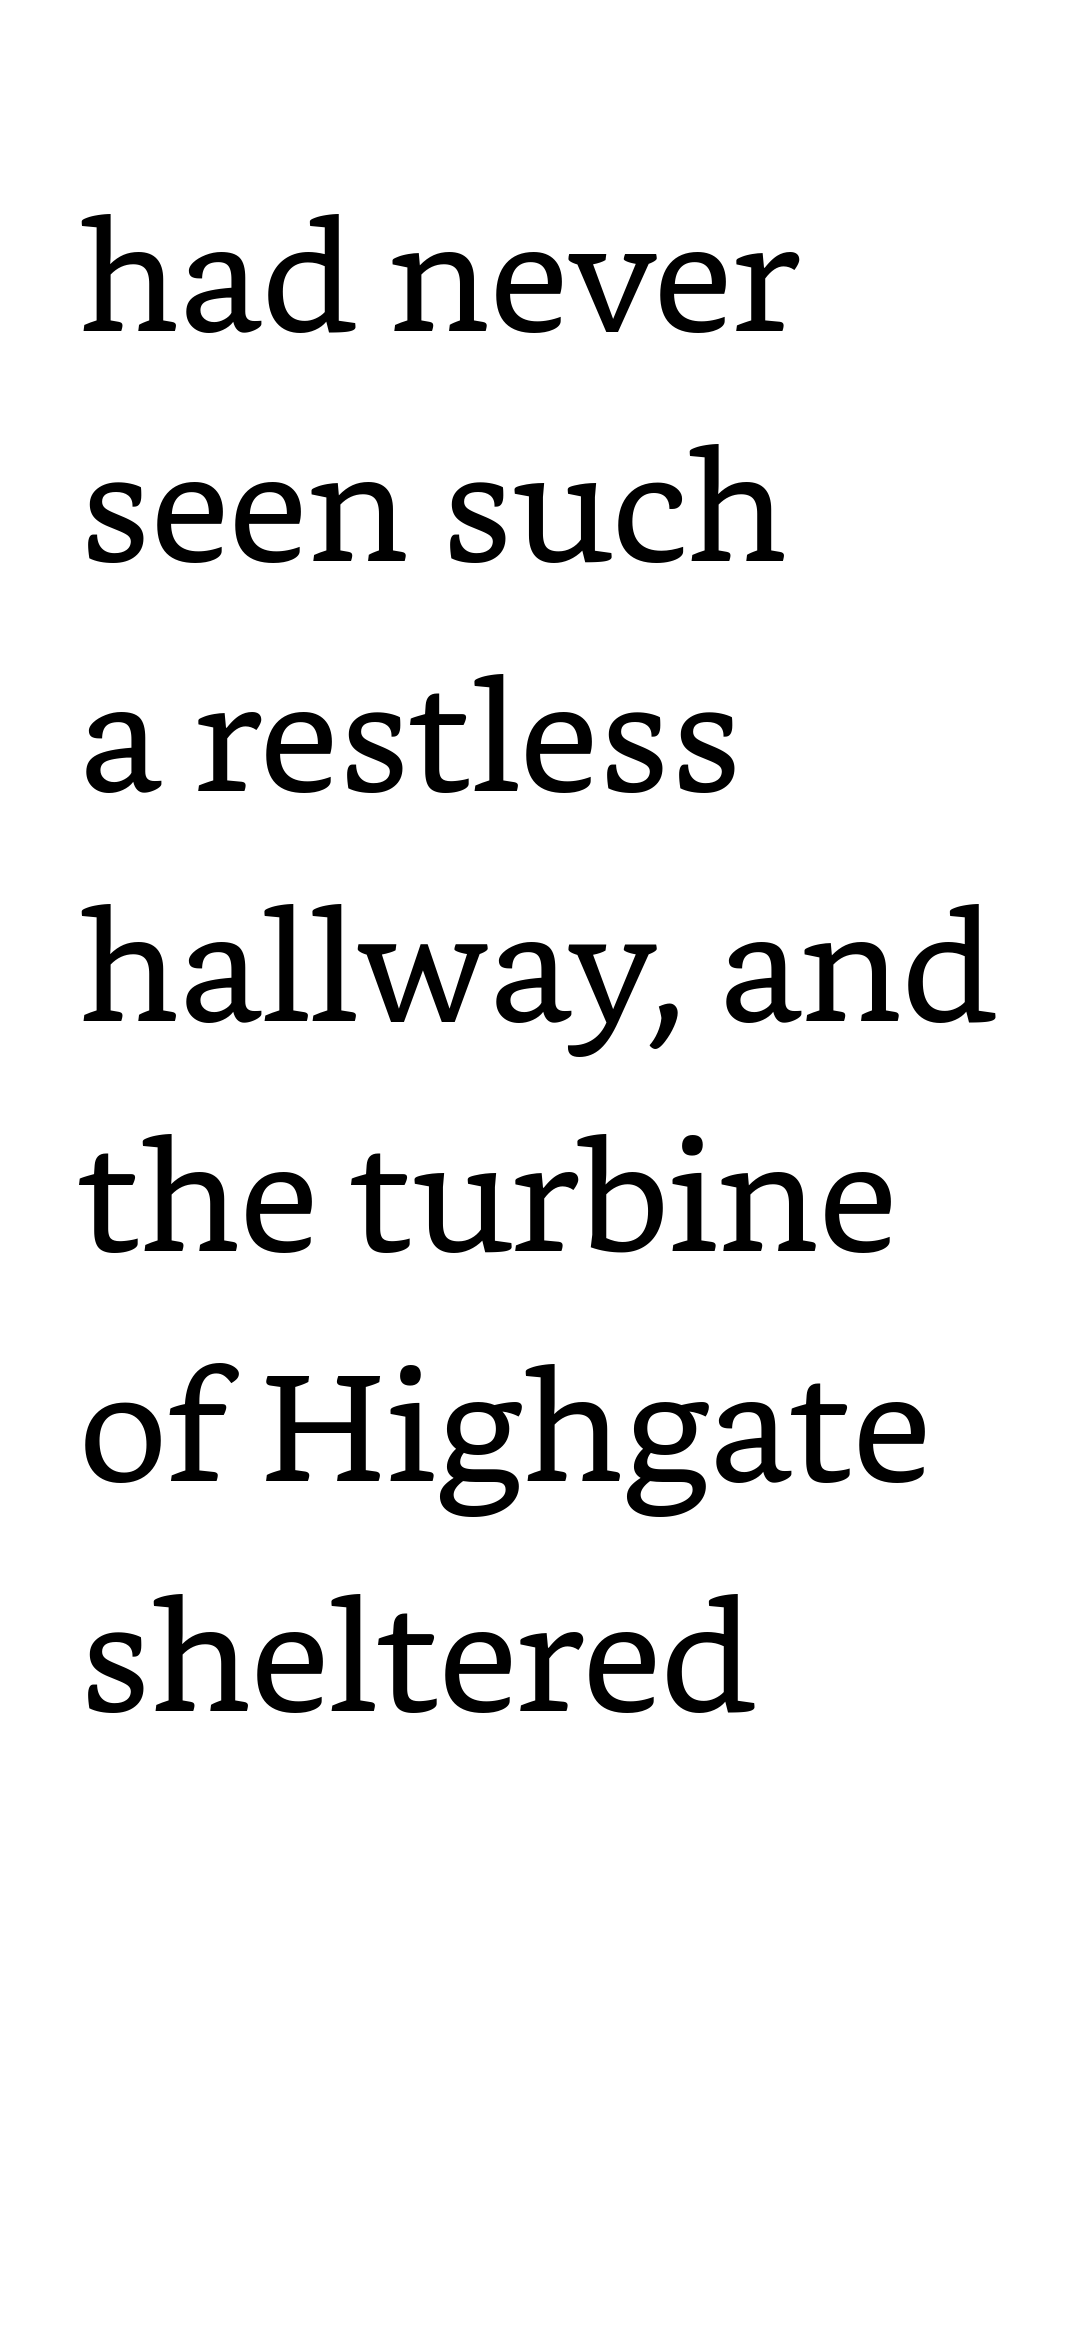 had never
seen such
a restless
hallway, and
the turbine
of Highgate
sheltered